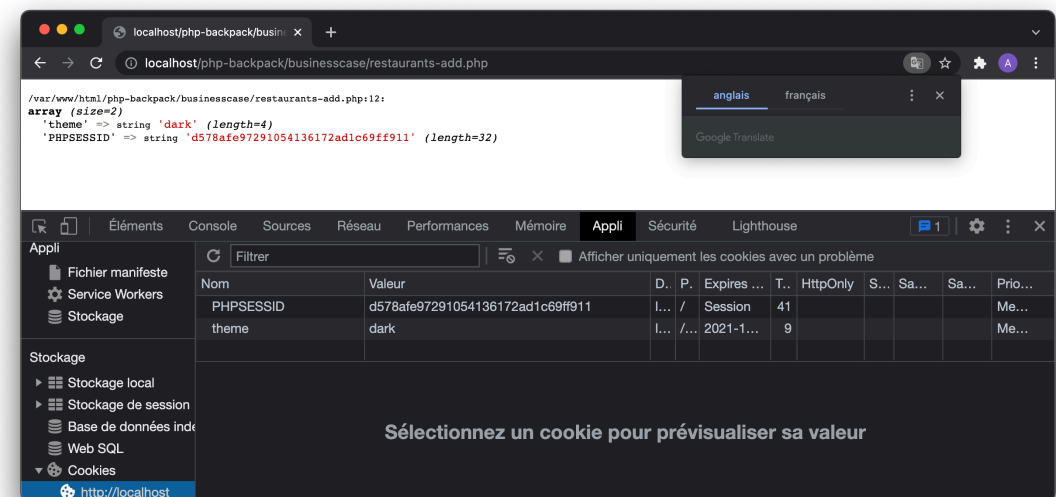 localhost/php-backpack/busine
localhost/php-backpack/businesscase/restaurants-add.php
A
anglais français
Google Translate
/var/www/html/php-backpack/businesscase/restaurants-add.php:12:
array (size=2)
'theme' => string 'dark' (length=4)
'PHPSESSID' => string 'd578afe97291054136172ad1c69ff911' (length=32)
Éléments Console Sources Réseau Performances Mémoire Appli Sécurité Lighthouse 1
Appli
Filtrer Afficher uniquement les cookies avec un problème
Fichier manifeste
Service Workers
Stockage
Nom Valeur D.. P.. Expires ... T.. HttpOnly S... Sa... Sa... Prio...
PHPSESSID d578afe97291054136172ad1c69ff911 l... / Session 41 Me...
theme dark l... /... 2021-1... 9 Me...
Stockage
Stockage local
Stockage de session
Base de données inde
Web SQL
Cookies
http://localhost
Sélectionnez un cookie pour prévisualiser sa valeur